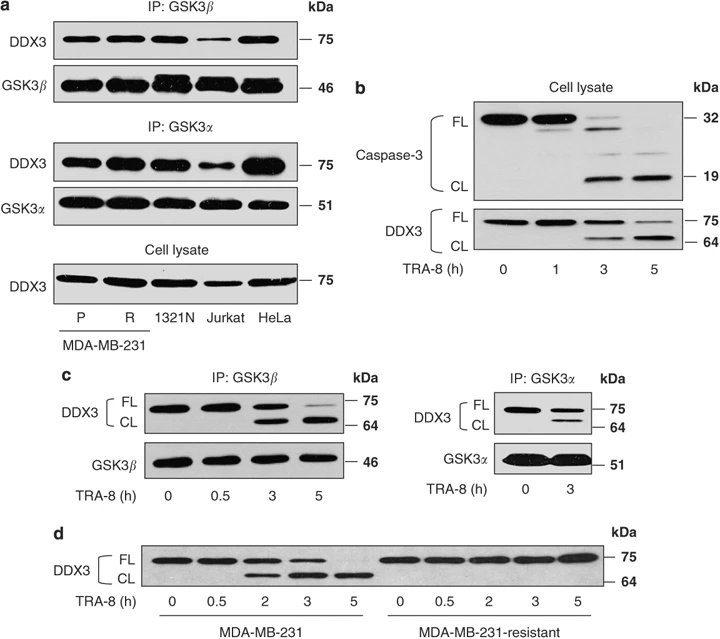 a
IP: GSK3β
kDa
DDX3
75
GSK3β
46
IP: GSK3α
DDX3
75
GSK3α
51
Cell lysate
DDX3
75
P R 1321N Jurkat HeLa
MDA-MB-231
b
Cell lysate
kDa
Caspase-3
FL
32
CL
19
DDX3
FL
75
CL
64
TRA-8 (h) 0 1 3 5
c
IP: GSK3β
kDa
DDX3
FL
75
CL
64
GSK3β
46
TRA-8 (h) 0 0.5 3 5
IP: GSK3α
kDa
DDX3
FL
75
CL
64
GSK3α
51
TRA-8 (h) 0 3
d
kDa
DDX3
FL
75
CL
64
TRA-8 (h) 0 0.5 2 3 5 0 0.5 2 3 5
MDA-MB-231 MDA-MB-231-resistant